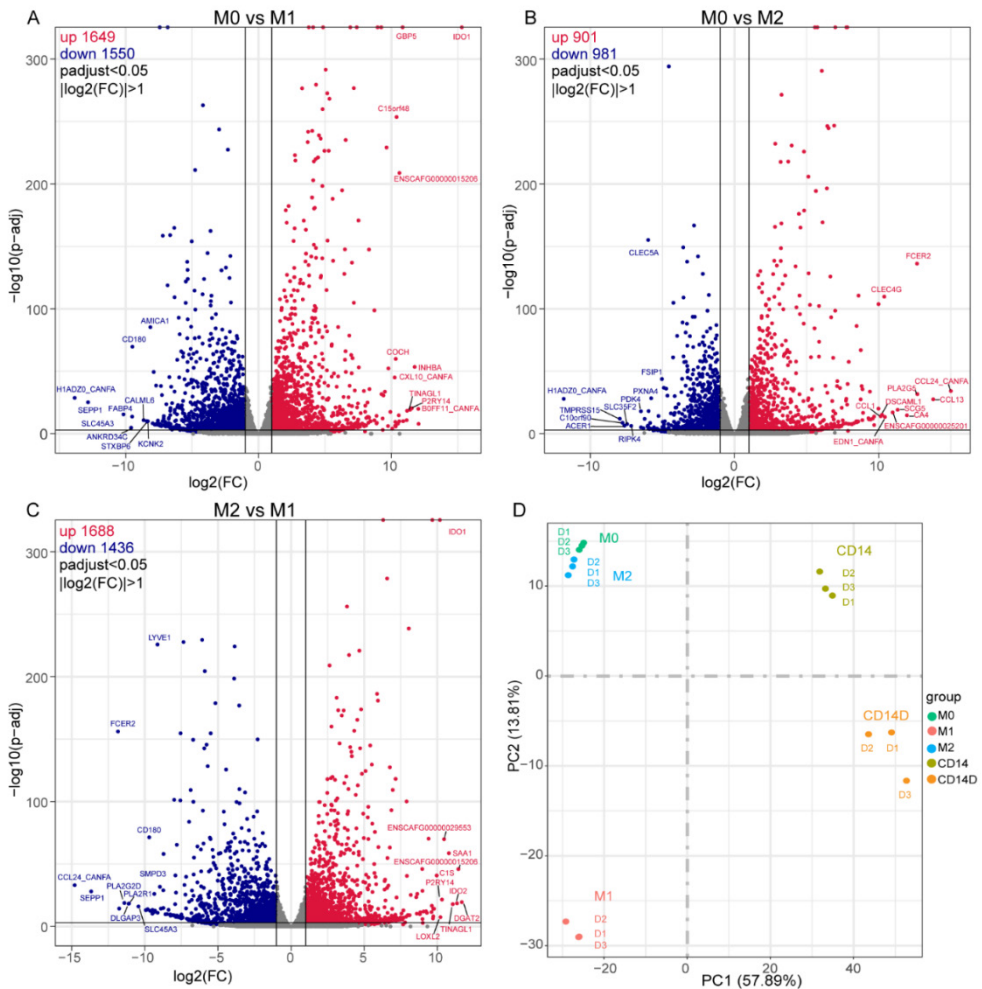 A
M0 vs M1
up 1649
down 1550
padjust<0.05
|log2(FC)|>1
GBP5
IDO1
C15orf48
ENSCAFG00000015206
AMICA1
CD180
COCH
INHBA
CXL10_CANFA
TINAGL1
P2RY14
BOFF11_CANFA
H1ADZ0_CANFA
CALML6
SEPP1
FABP4
SLC45A3
ANKRD34C
STXBP6
KCNK2
300
200
100
0
−log10(p−adj)
−10
0
10
log2(FC)
B
M0 vs M2
up 901
down 981
padjust<0.05
|log2(FC)|>1
CLEC5A
FCER2
CLEC4G
FSIP1
H1ADZ0_CANFA
PXNA4
PDK4
TMPRSS15
SLC35F2
C10orf90
ACER1
RIPK4
PLA2G5
CCL24_CANFA
DSCAML1
CCL13
CCL1
SCG5
CA4
ENSCAFG00000025201
EDN1_CANFA
300
200
100
0
−log10(p−adj)
−10
0
10
log2(FC)
C
M2 vs M1
up 1688
down 1436
padjust<0.05
|log2(FC)|>1
IDO1
LYVE1
FCER2
CD180
ENSCAFG00000029553
SAA1
ENSCAFG00000015206
SMPD3
CCL24_CANFA
C1S
PLA2G2D
P2RY14
PLA2R1
IDO2
SEPP1
DLGAP3
DGAT2
SLC45A3
TINAGL1
LOXL2
300
200
100
0
−log10(p−adj)
−15
−10
−5
0
5
10
log2(FC)
D
D1
D2
D3
M0
D2
D1
D3
M2
CD14
D2
D3
D1
CD14D
D2
D1
D3
M1
D2
D1
D3
10
0
−10
−20
−30
PC2 (13.81%)
−20
0
20
40
PC1 (57.89%)
group
M0
M1
M2
CD14
CD14D